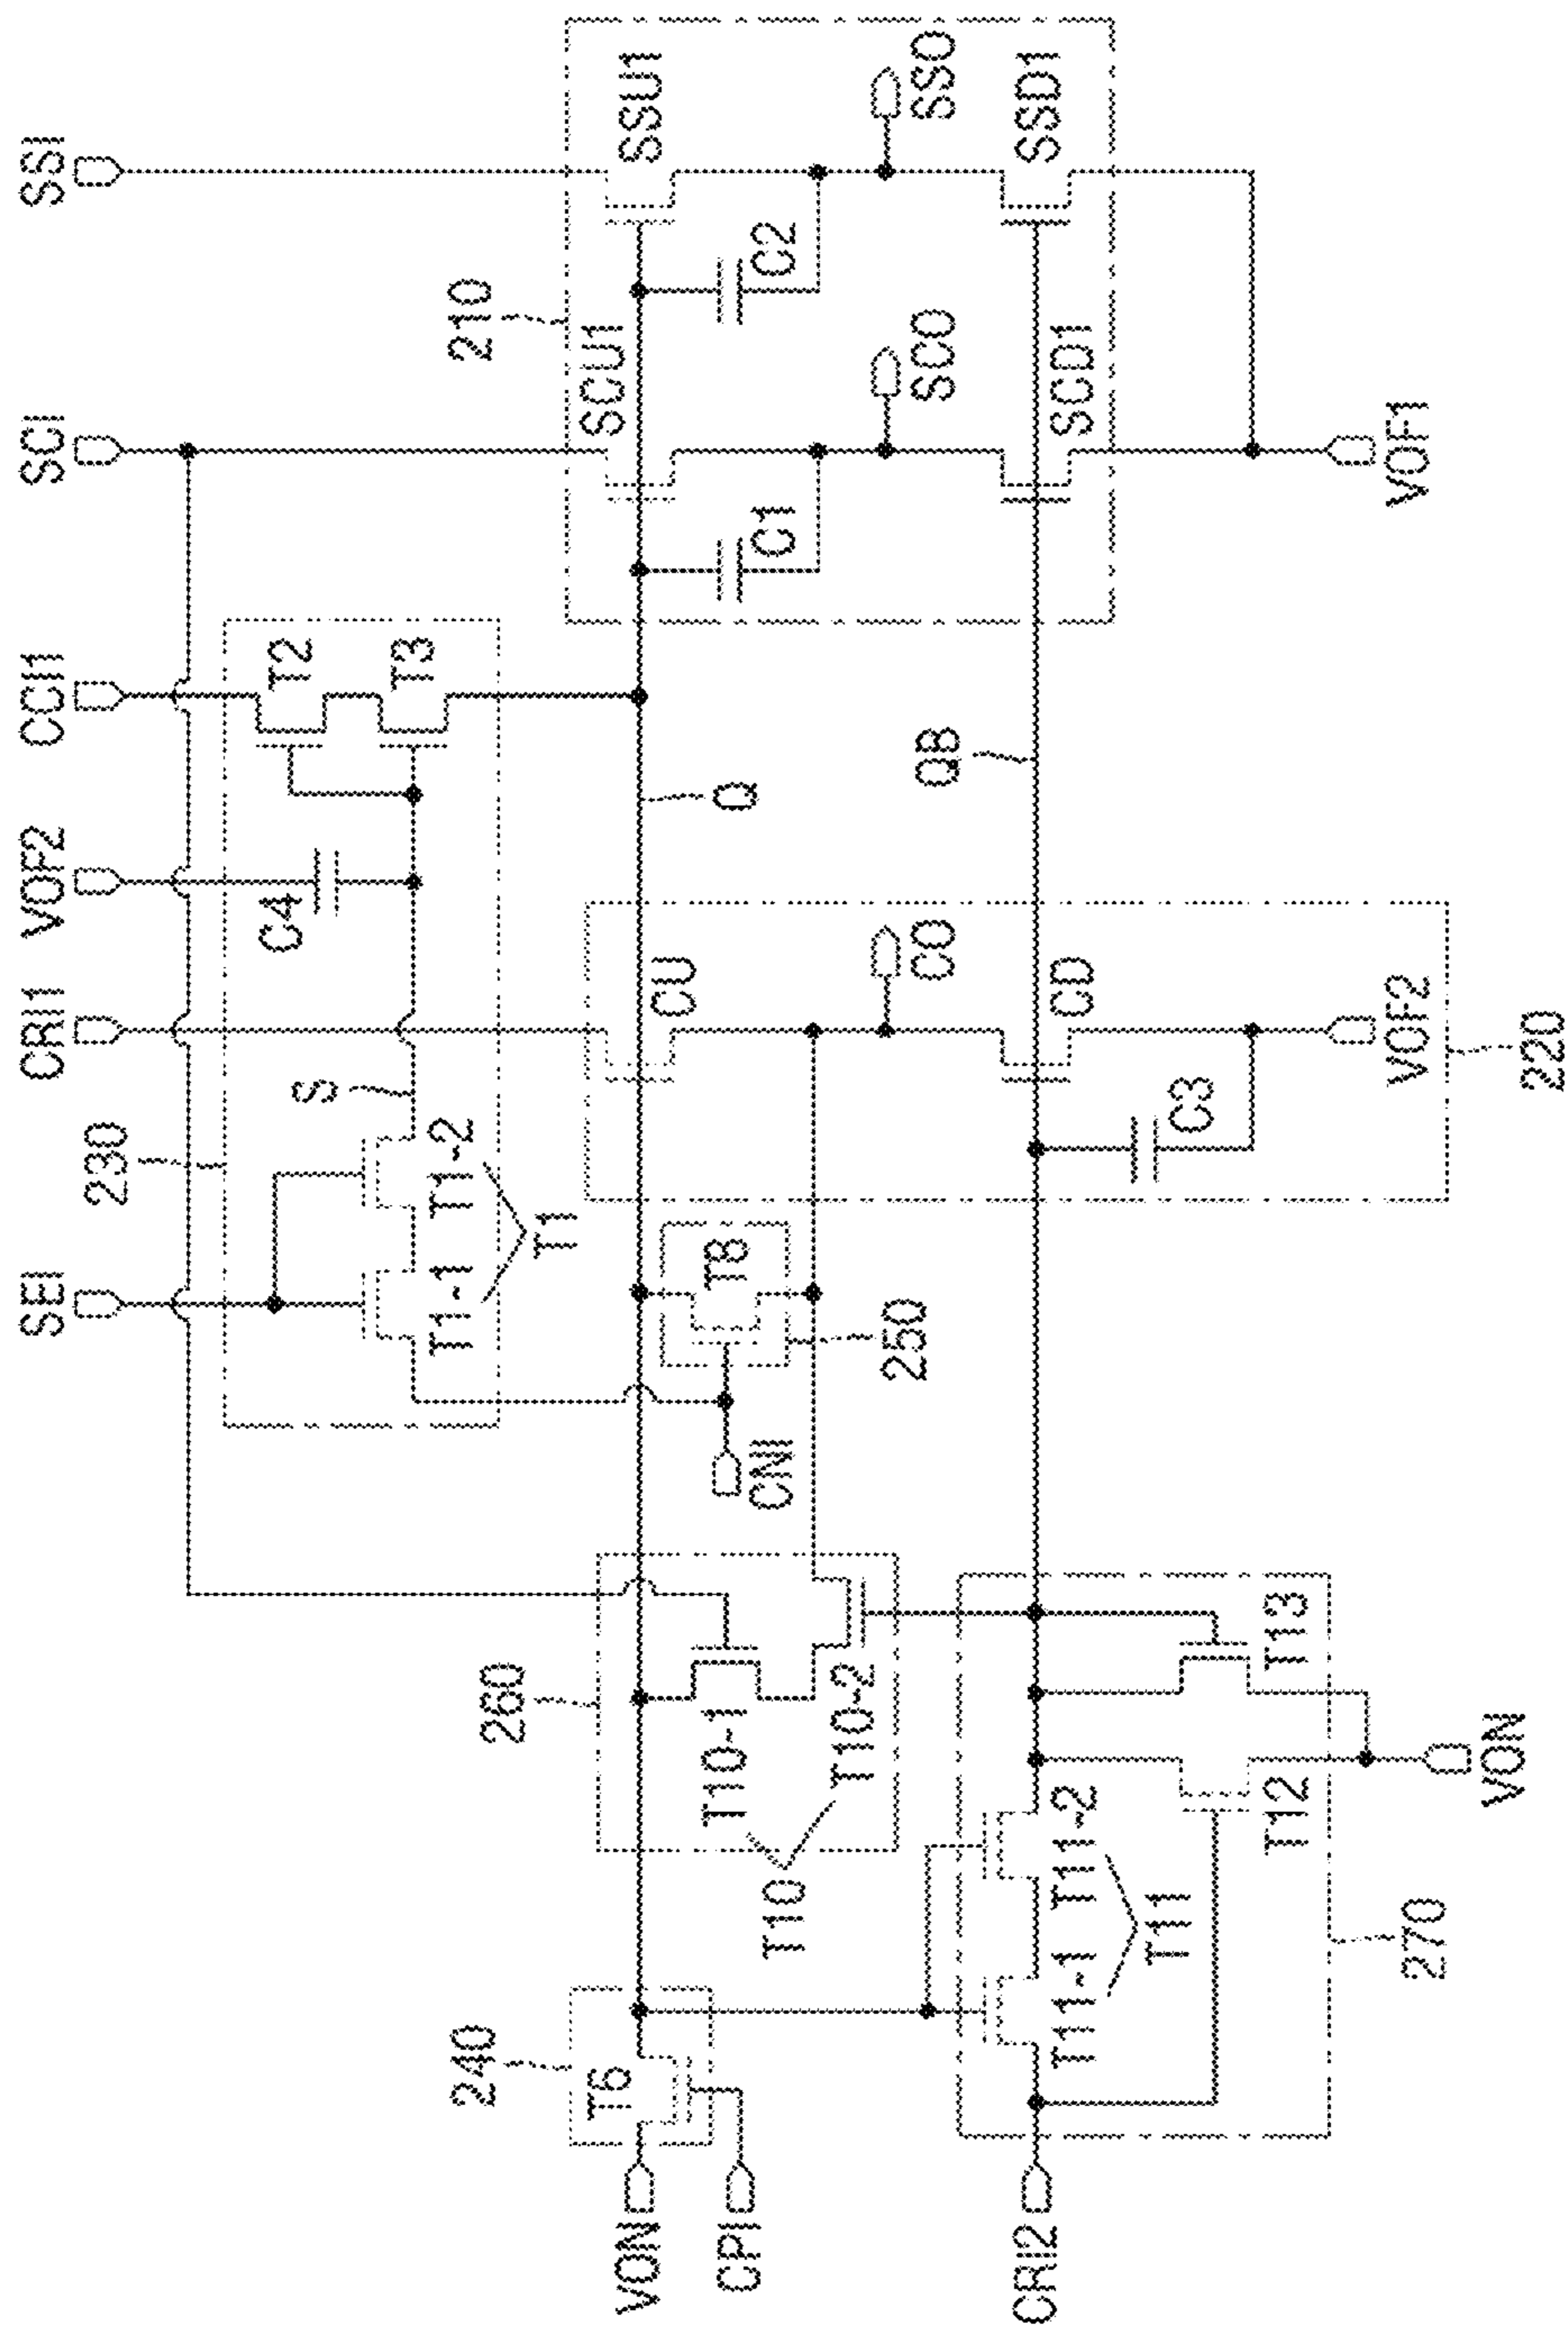 SEI
CRI1
VOF2
CCI1
SCI
SSI
230
S
C4
T2
T3
T1-1
T1-2
T1
210
SCU1
SSU1
C1
C2
SCO
SSO
SCD1
SSD1
VOF1
Q
QB
CU
CO
CD
C3
VOF2
220
T8
250
CNI
260
T10-1
T10-2
T10
240
T6
VON
CPI
CRI2
T11-1
T11-2
T11
T12
T13
270
VON